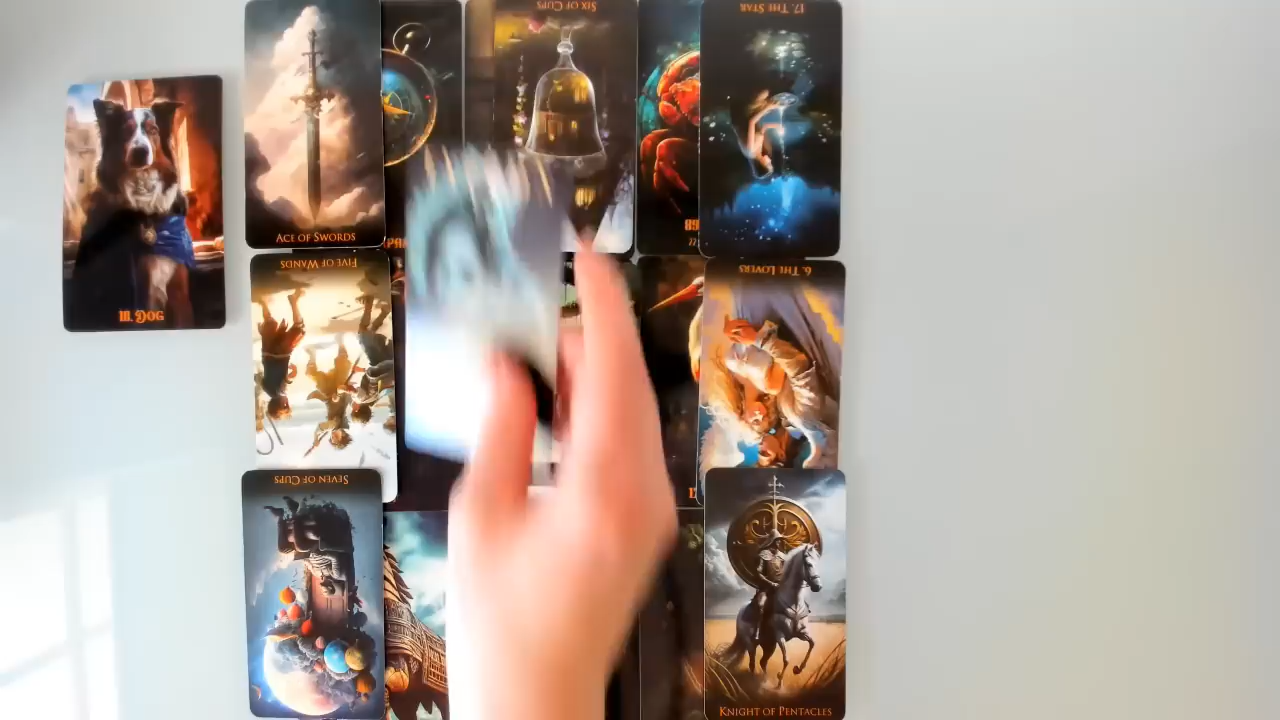 SIX OF CUPS
17. THE STAR
ACE OF SWORDS
FIVE OF WANDS
6. THE LOVERS
III. DOG
SEVEN OF CUPS
KNIGHT OF PENTACLES